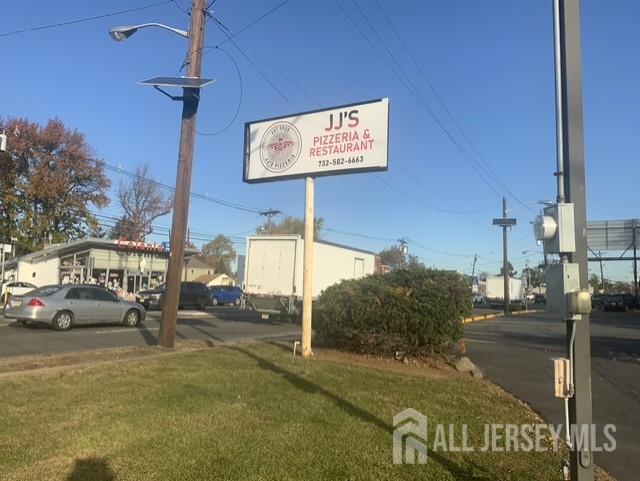 JJ'S
PIZZERIA &
RESTAURANT
732-582-6663
ALL JERSEY MLS